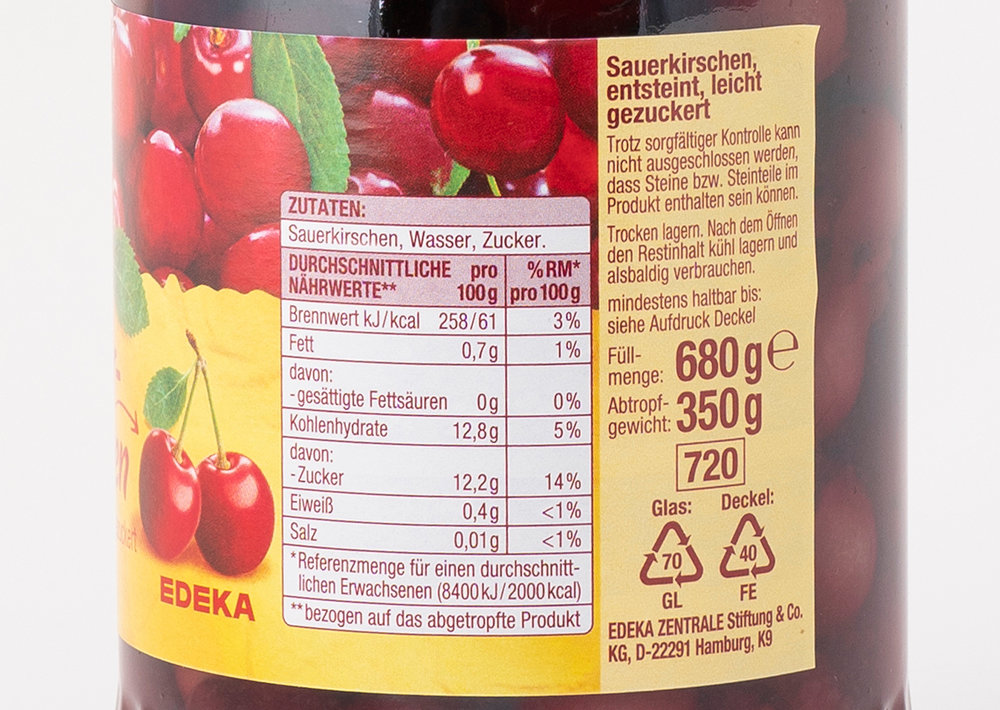 EDEKA
ZUTATEN:
Sauerkirschen, Wasser, Zucker.
DURCHSCHNITTLICHE NÄHRWERTE** pro 100g %RM* pro 100g
Brennwert kJ/kcal 258/61 3%
Fett 0,7g 1%
davon:
-gesättigte Fettsäuren 0g 0%
Kohlenhydrate 12,8g 5%
davon:
-Zucker 12,2g 14%
Eiweiß 0,4g <1%
Salz 0,01g <1%
*Referenzmenge für einen durchschnitt-
lichen Erwachsenen (8400kJ/2000kcal)
**bezogen auf das abgetropfte Produkt
Sauerkirschen,
entsteint, leicht
gezuckert
Trotz sorgfältiger Kontrolle kann
nicht ausgeschlossen werden,
dass Steine bzw. Steinteile im
Produkt enthalten sein können.
Trocken lagern. Nach dem Öffnen
den Restinhalt kühl lagern und
alsbaldig verbrauchen.
mindestens haltbar bis:
siehe Aufdruck Deckel
Füll-
menge: 680g℮
Abtropf-
gewicht: 350g
720
Glas: Deckel:
70 40
GL FE
EDEKA ZENTRALE Stiftung & Co.
KG, D-22291 Hamburg, K9